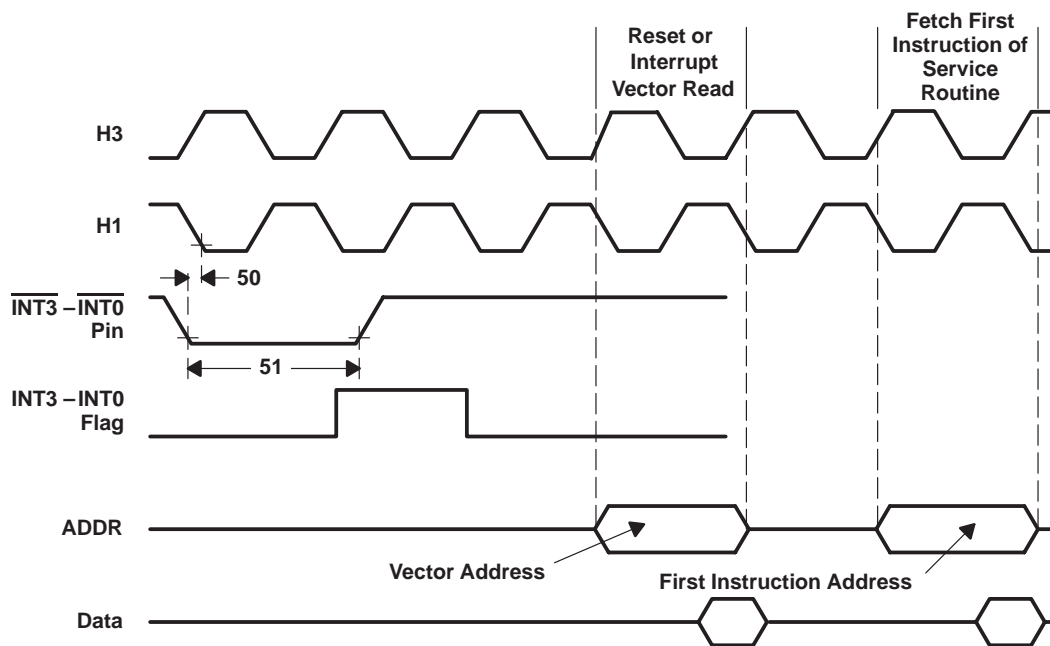 Reset or
Interrupt
Vector Read
Fetch First
Instruction of
Service
Routine
H3
H1
50
INT3 – INT0
Pin
51
INT3 – INT0
Flag
ADDR
Vector Address
First Instruction Address
Data